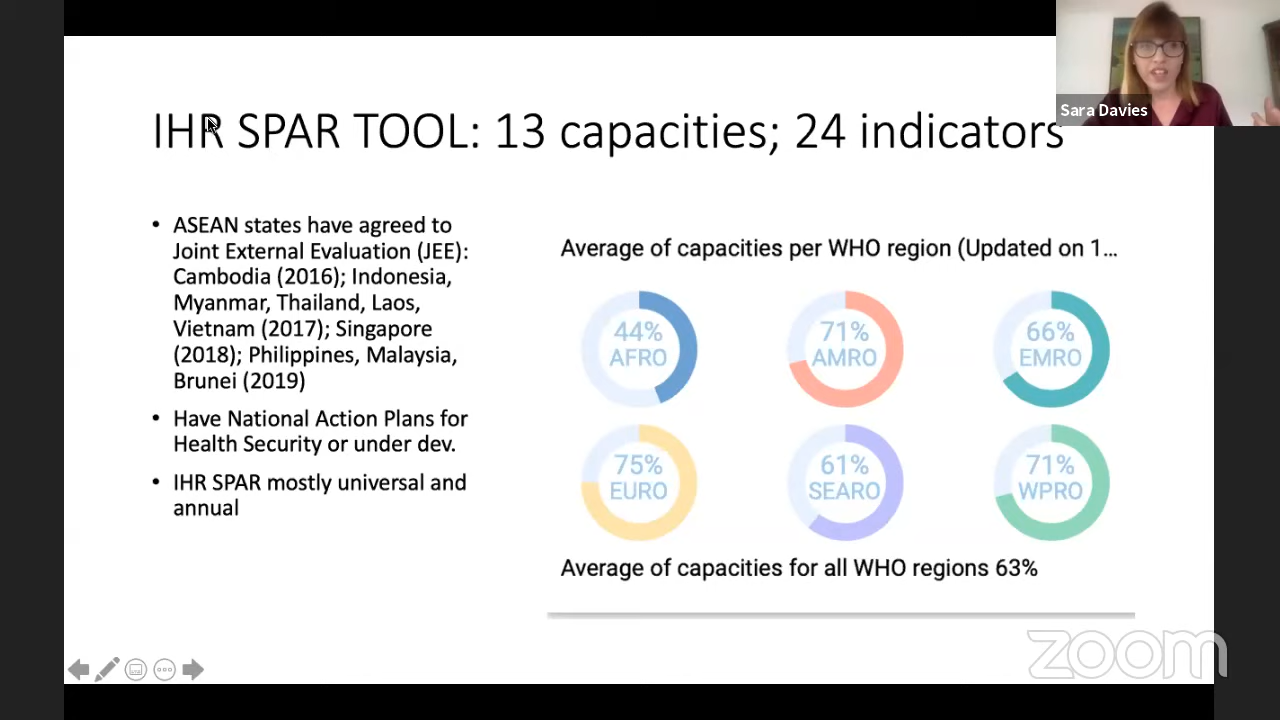 Sara Davies
IHR SPAR TOOL: 13 capacities; 24 indicators
• ASEAN states have agreed to
Joint External Evaluation (JEE):
Cambodia (2016); Indonesia,
Myanmar, Thailand, Laos,
Vietnam (2017); Singapore
(2018); Philippines, Malaysia,
Brunei (2019)
• Have National Action Plans for
Health Security or under dev.
• IHR SPAR mostly universal and
annual
Average of capacities per WHO region (Updated on 1...
44%
AFRO
71%
AMRO
66%
EMRO
75%
EURO
61%
SEARO
71%
WPRO
Average of capacities for all WHO regions 63%
zoom